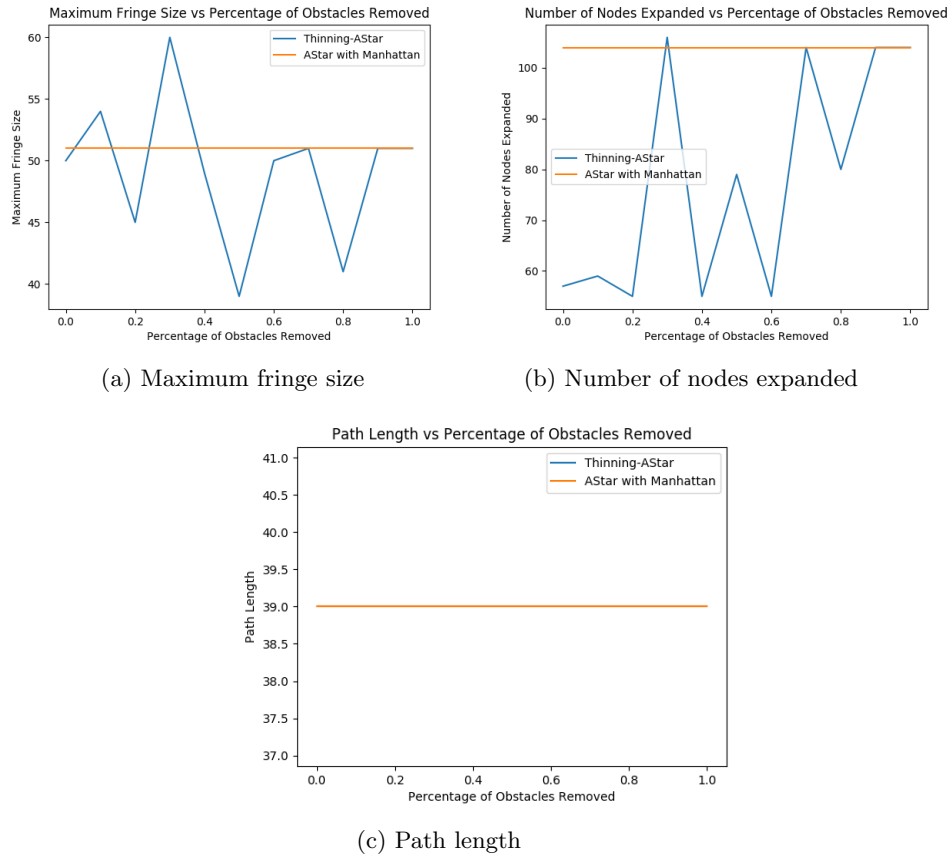 Maximum Fringe Size vs Percentage of Obstacles Removed
60
55
50
45
40
Maximum Fringe Size
Thinning-AStar
AStar with Manhattan
0.0 0.2 0.4 0.6 0.8 1.0
Percentage of Obstacles Removed
(a) Maximum fringe size
Number of Nodes Expanded vs Percentage of Obstacles Removed
100
90
80
70
60
Number of Nodes Expanded
Thinning-AStar
AStar with Manhattan
0.0 0.2 0.4 0.6 0.8 1.0
Percentage of Obstacles Removed
(b) Number of nodes expanded
Path Length vs Percentage of Obstacles Removed
41.0
40.5
40.0
39.5
39.0
38.5
38.0
37.5
37.0
Path Length
Thinning-AStar
AStar with Manhattan
0.0 0.2 0.4 0.6 0.8 1.0
Percentage of Obstacles Removed
(c) Path length